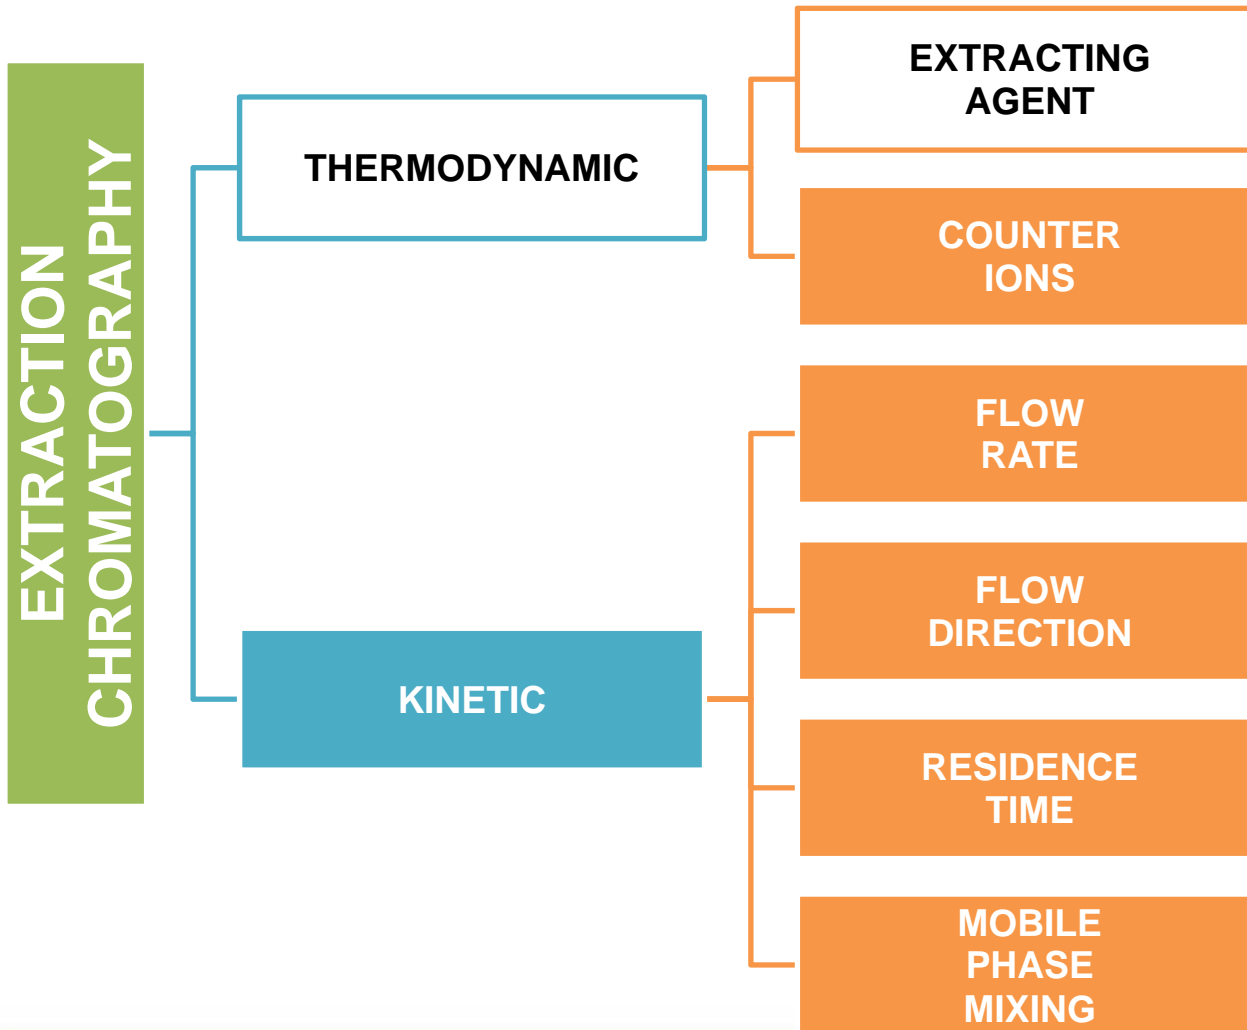 EXTRACTION
CHROMATOGRAPHY
THERMODYNAMIC
EXTRACTING
AGENT
COUNTER
IONS
KINETIC
FLOW
RATE
FLOW
DIRECTION
RESIDENCE
TIME
MOBILE
PHASE
MIXING